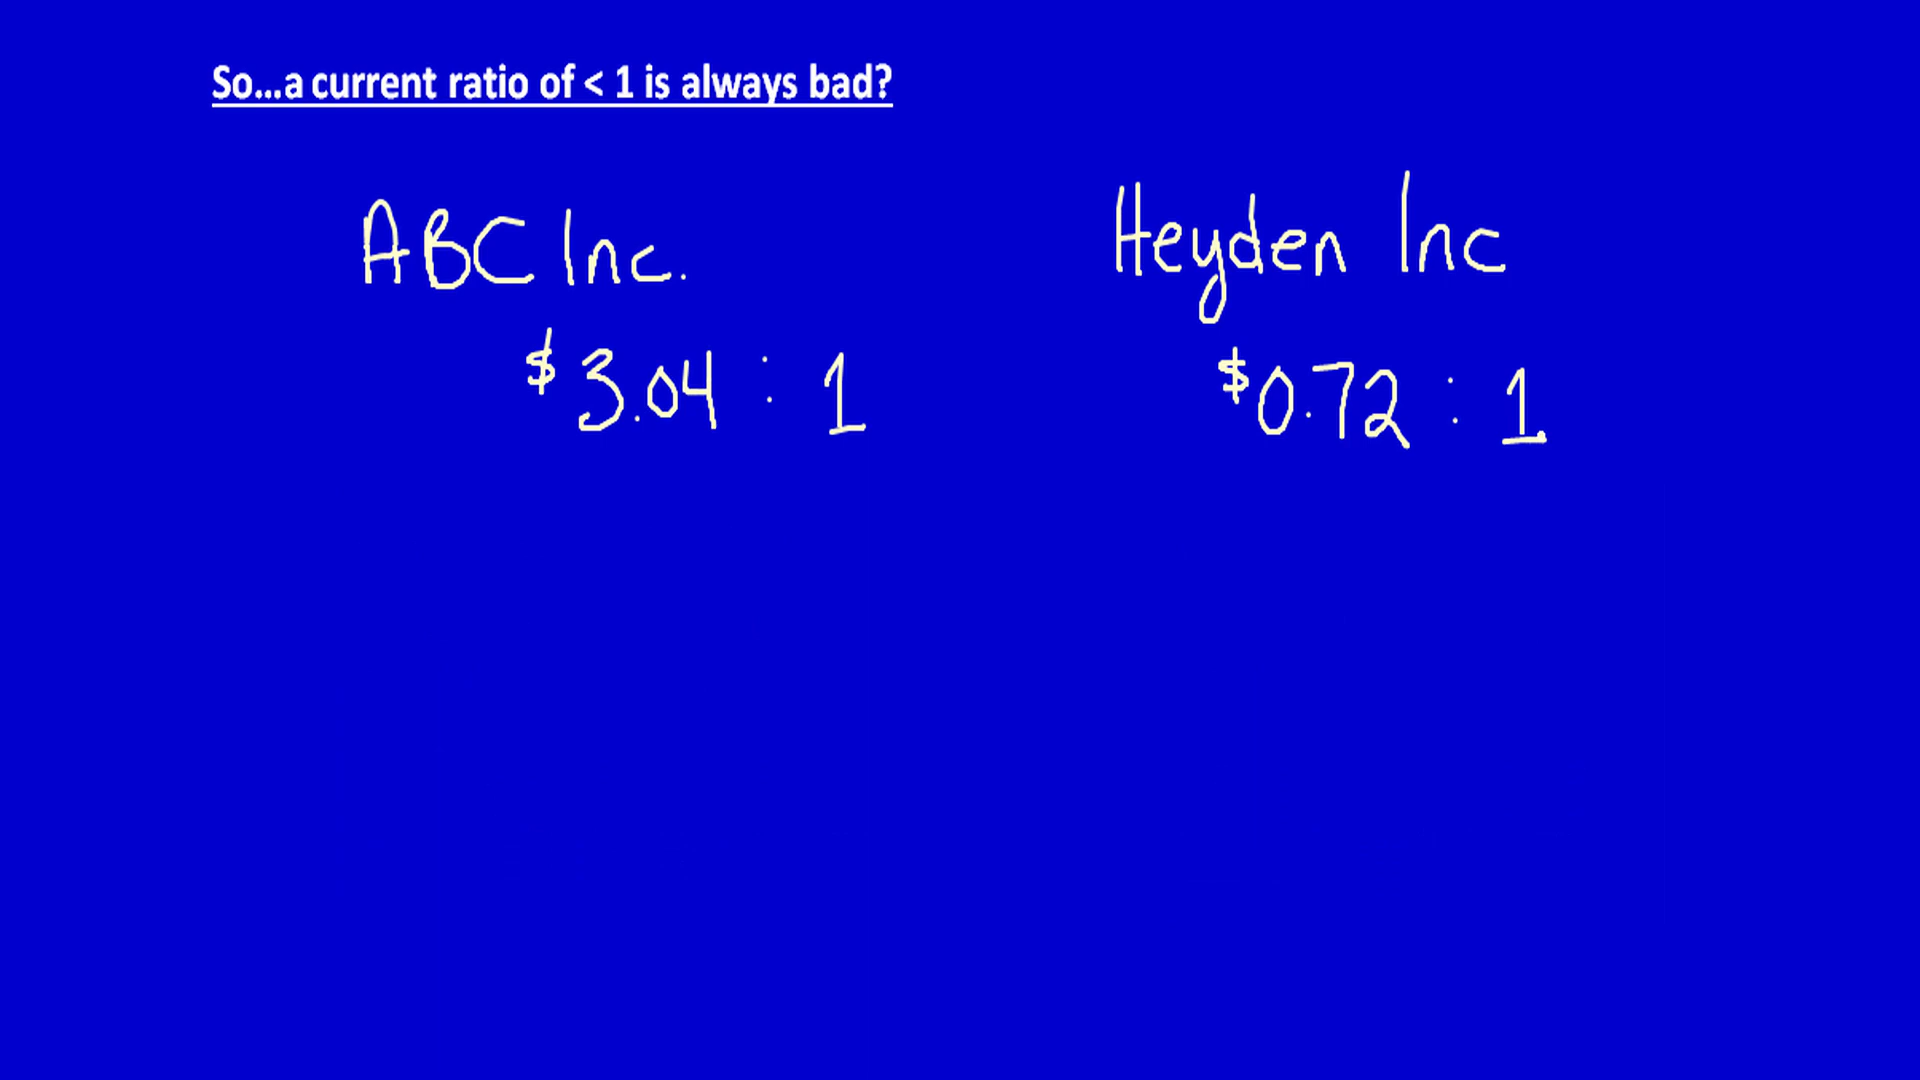 So...a current ratio of < 1 is always bad?
ABC Inc.
Heyden Inc
$3.04 : 1
$0.72 : 1